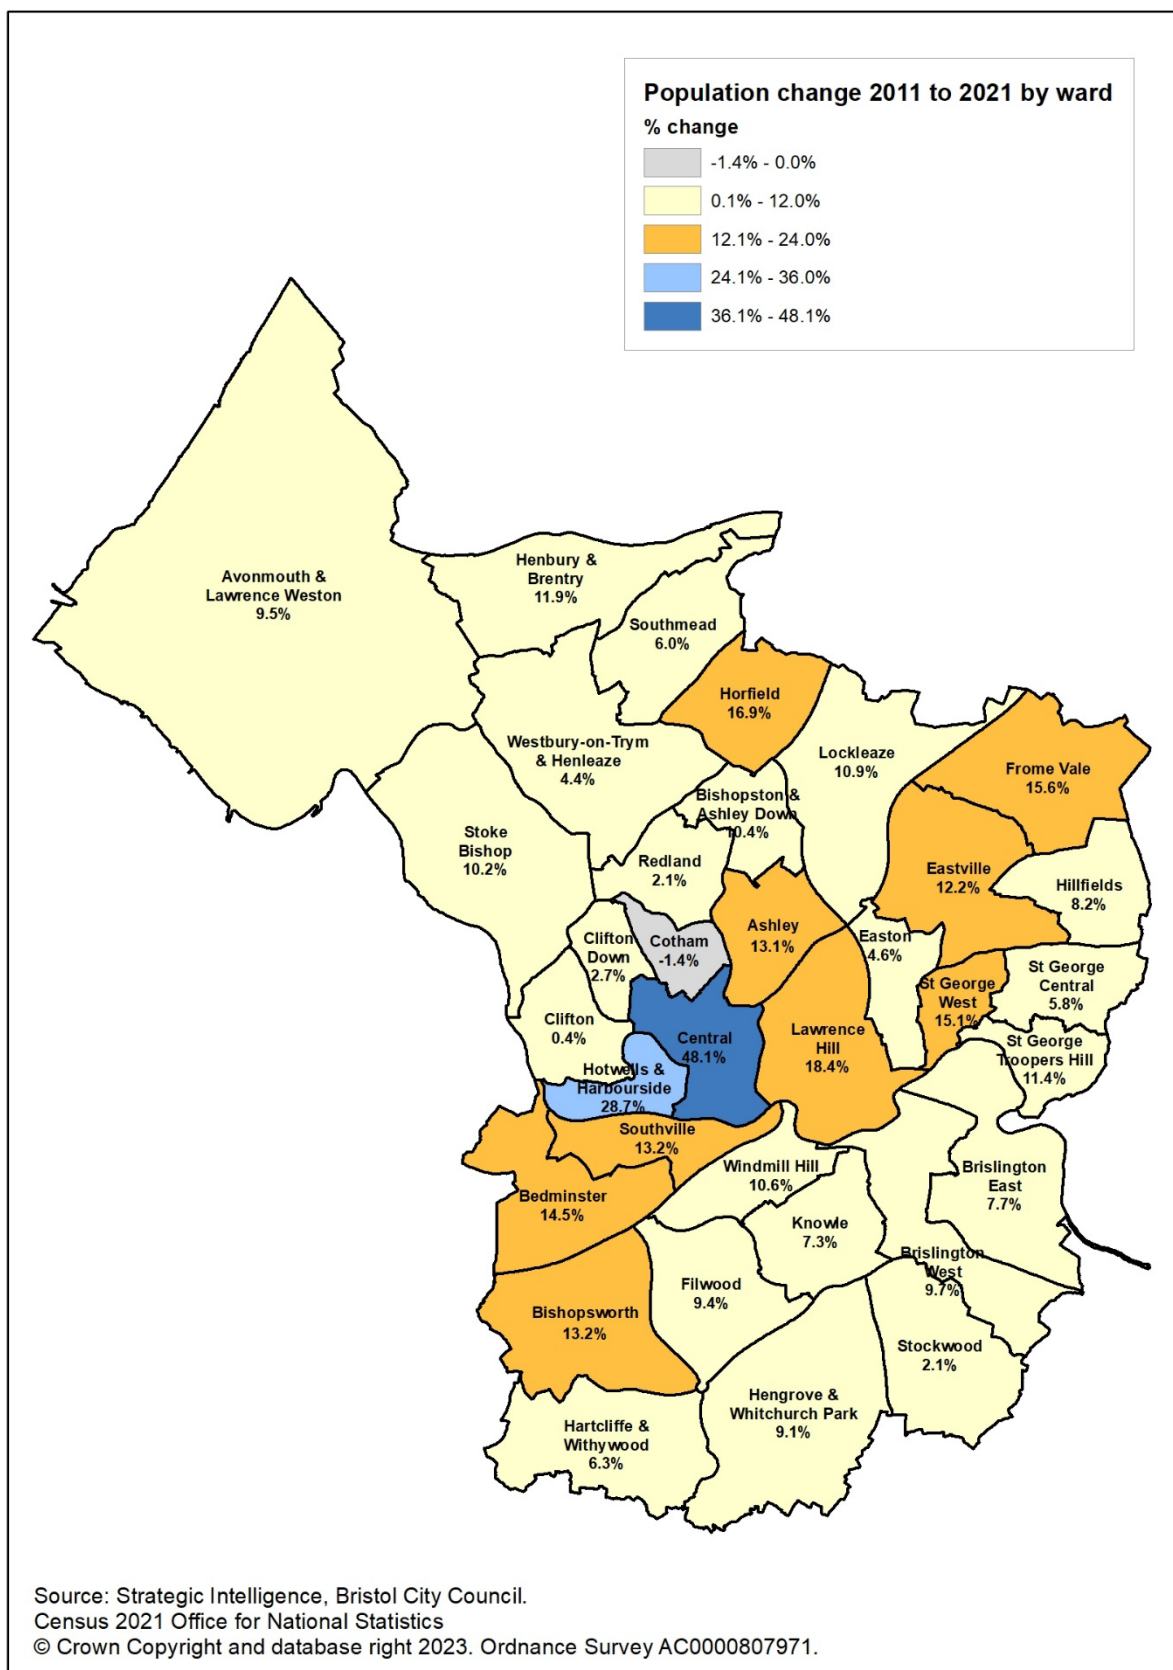 Population change 2011 to 2021 by ward
% change
-1.4% - 0.0%
0.1% - 12.0%
12.1% - 24.0%
24.1% - 36.0%
36.1% - 48.1%
Avonmouth &
Lawrence Weston
9.5%
Henbury &
Brentry
11.9%
Southmead
6.0%
Horfield
16.9%
Westbury-on-Trym
& Henleaze
4.4%
Lockleaze
10.9%
Frome Vale
15.6%
Bishopston &
Ashley Down
10.4%
Stoke
Bishop
10.2%
Redland
2.1%
Eastville
12.2%
Hillfields
8.2%
Cotham
-1.4%
Ashley
13.1%
Easton
4.6%
Clifton
Down
2.7%
St George
West
15.1%
St George
Central
5.8%
Clifton
0.4%
Central
48.1%
Lawrence
Hill
18.4%
St George
Troopers Hill
11.4%
Hotwells &
Harbourside
28.7%
Southville
13.2%
Windmill Hill
10.6%
Brislington
East
7.7%
Bedminster
14.5%
Knowle
7.3%
Brislington
West
9.7%
Filwood
9.4%
Bishopsworth
13.2%
Stockwood
2.1%
Hengrove &
Whitchurch Park
9.1%
Hartcliffe &
Withywood
6.3%
Source: Strategic Intelligence, Bristol City Council.
Census 2021 Office for National Statistics
© Crown Copyright and database right 2023. Ordnance Survey AC0000807971.